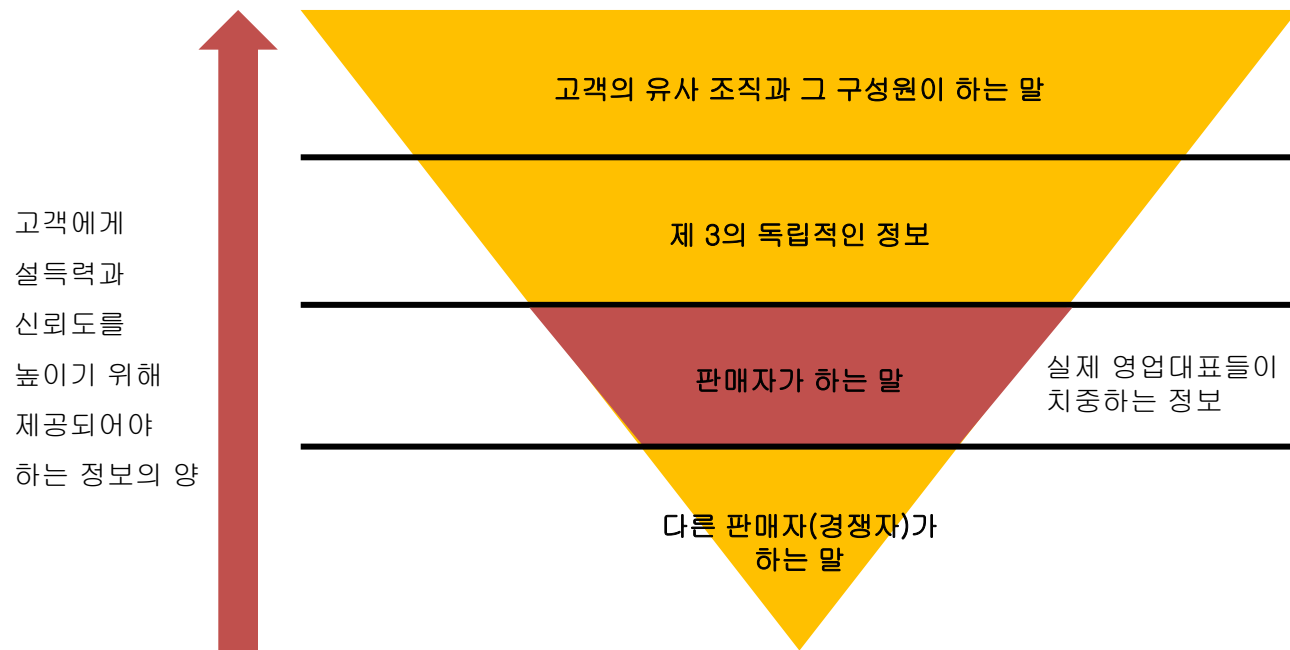 고객의 유사 조직과 그 구성원이 하는 말
제 3의 독립적인 정보
고객에게
설득력과
신뢰도를
높이기 위해
제공되어야
하는 정보의 양
판매자가 하는 말
실제 영업대표들이
치중하는 정보
다른 판매자(경쟁자)가
하는 말